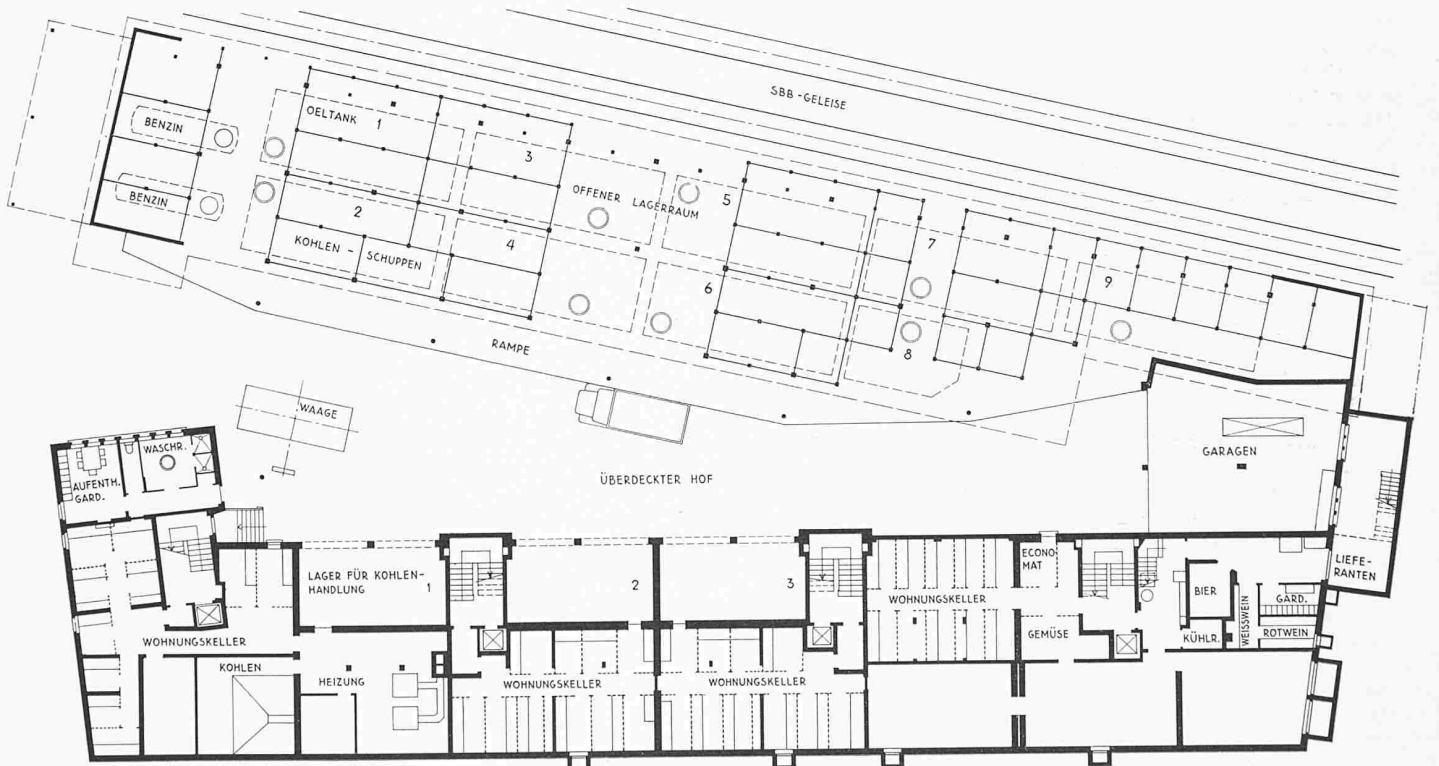 SBB-GELEISE
OELTANK 1
BENZIN
3
BENZIN
2
OFFENER LAGERRAUM
5
KOHLEN - SCHUPPEN
4
7
6
9
8
RAMPE
WAAGE
WASCHR.
AUFENTH.
GARD.
ÜBERDECKTER HOF
GARAGEN
LAGER FÜR KOHLEN-
HANDLUNG
1
2
3
ECONO
MAT
WOHNUNGSKELLER
BIER
LIEFE-
RANTEN
WEISSWEIN
GARD.
GEMÜSE
KÜHLR.
ROTWEIN
WOHNUNGSKELLER
KOHLEN
HEIZUNG
WOHNUNGSKELLER
WOHNUNGSKELLER